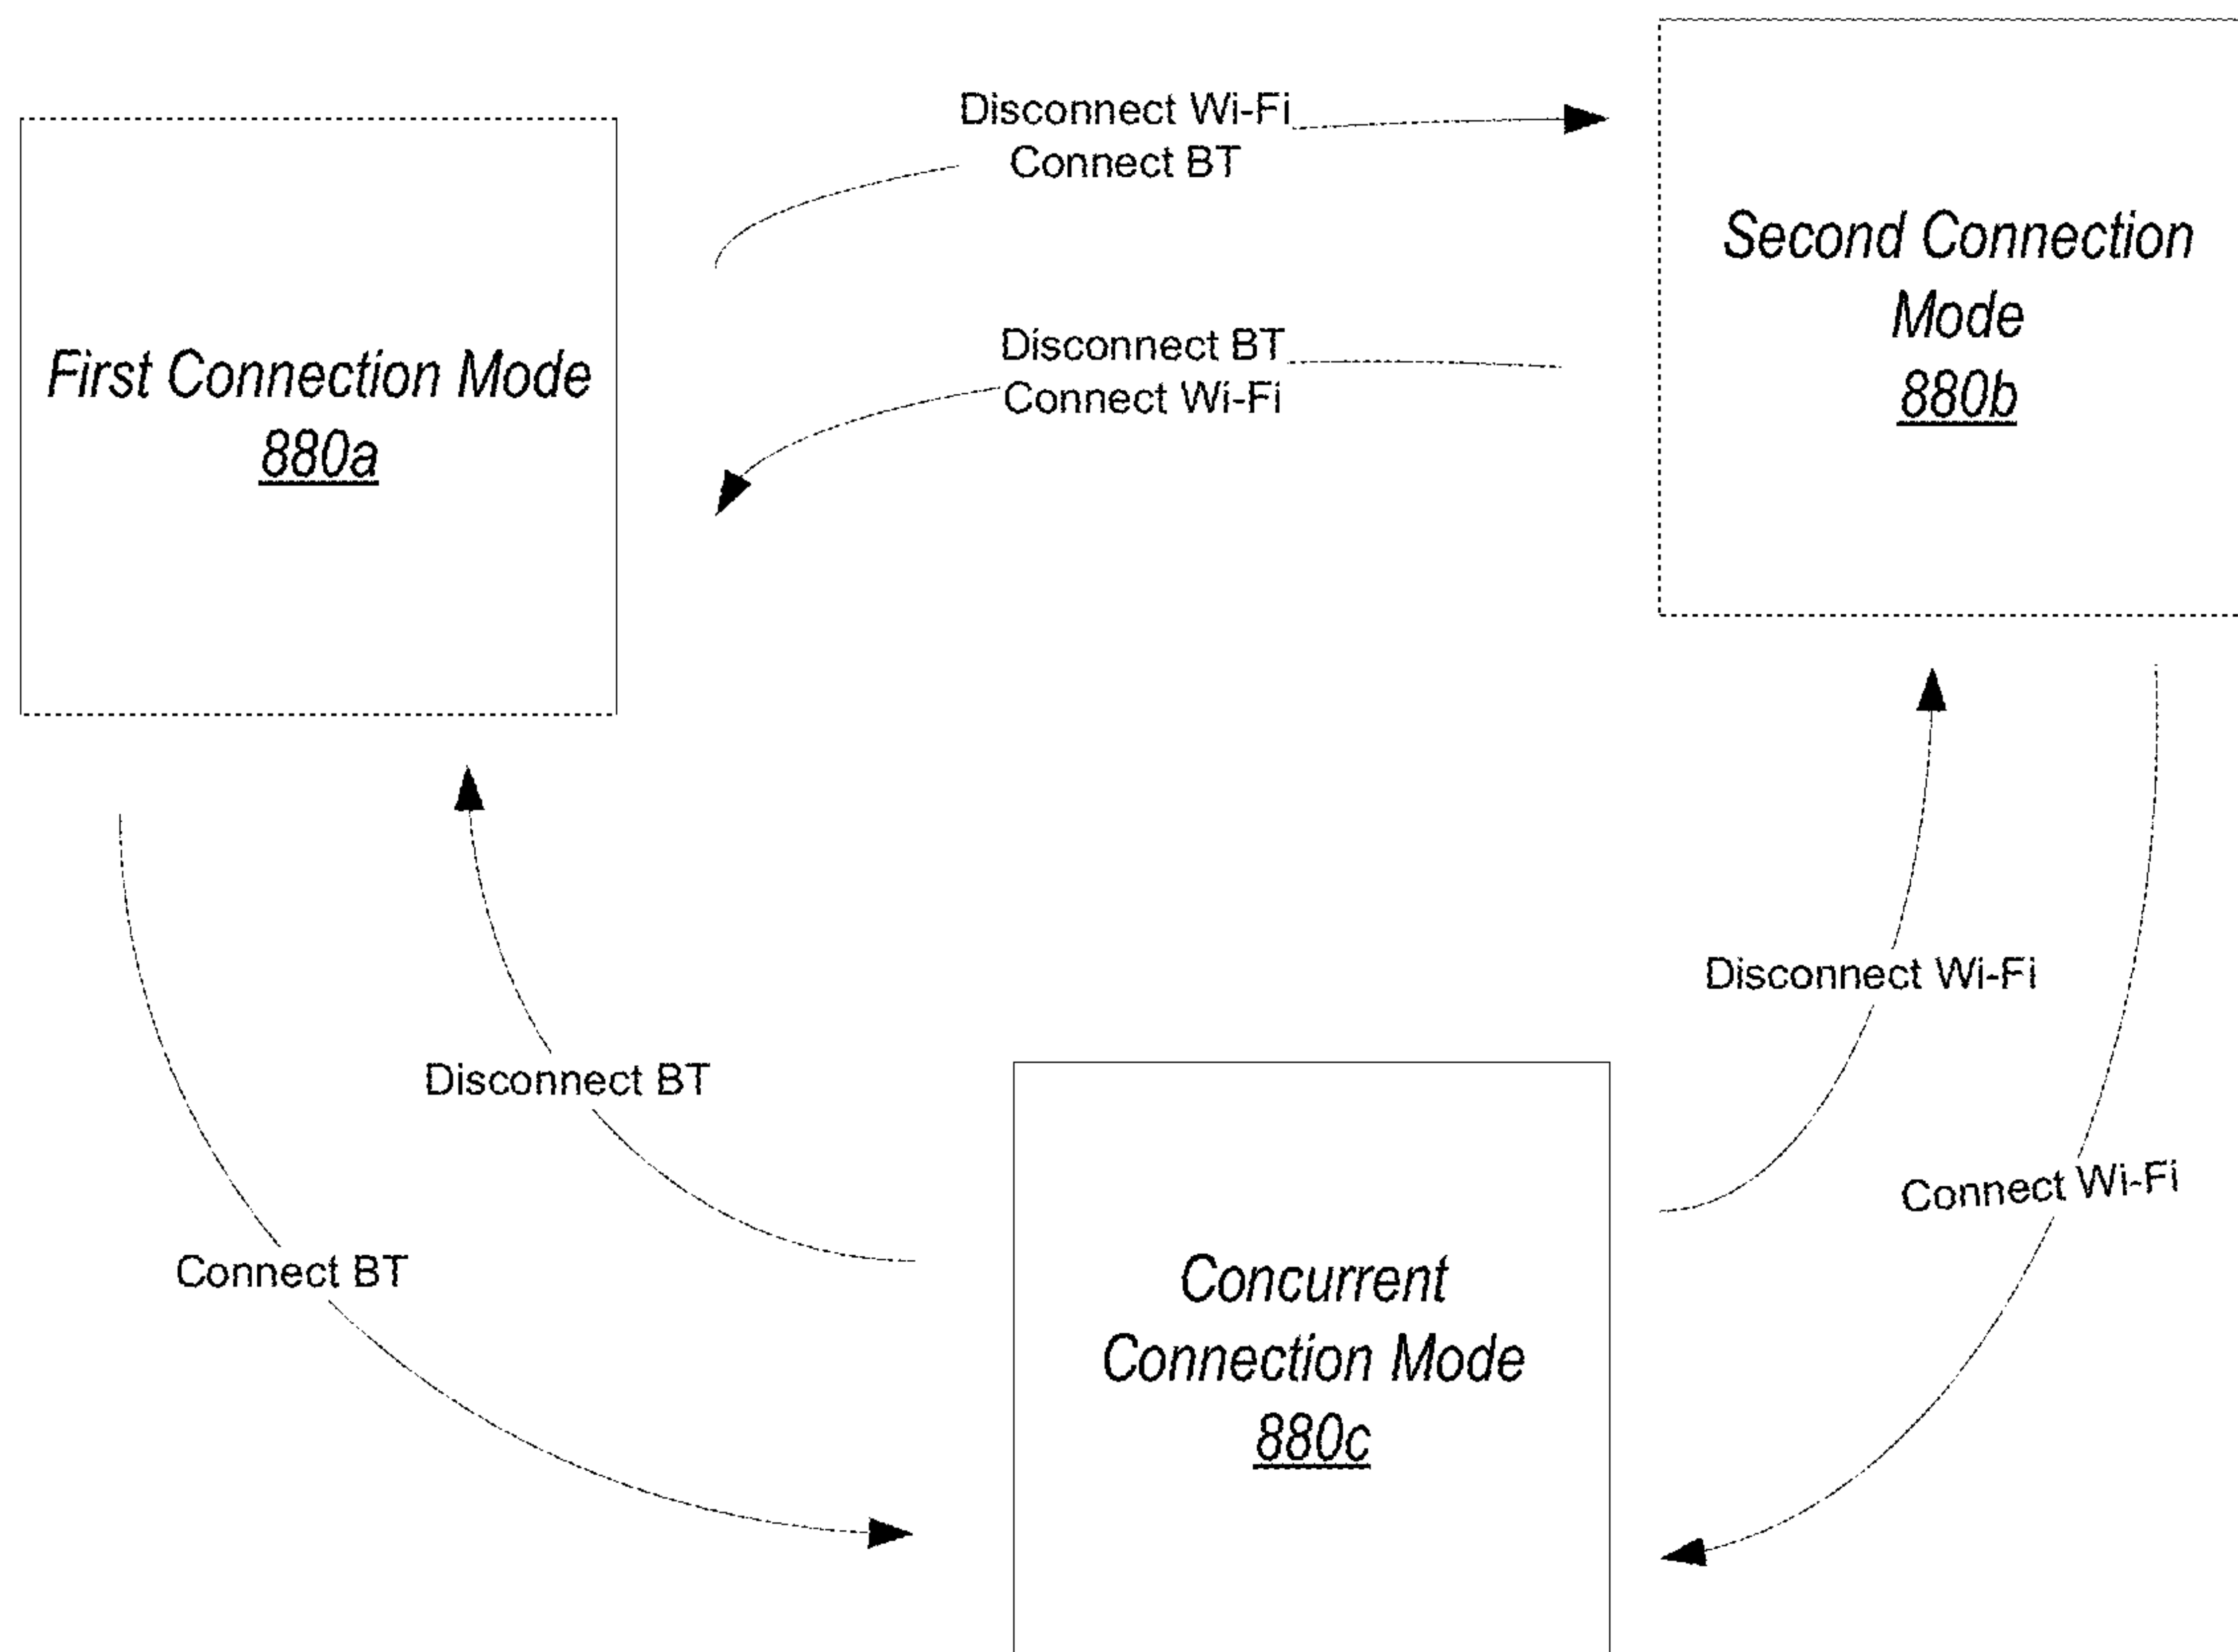 Disconnect Wi-Fi
Connect BT
Second Connection
Mode
880b
First Connection Mode
880a
Disconnect BT
Connect Wi-Fi
Disconnect Wi-Fi
Disconnect BT
Connect Wi-Fi
Connect BT
Concurrent
Connection Mode
880c